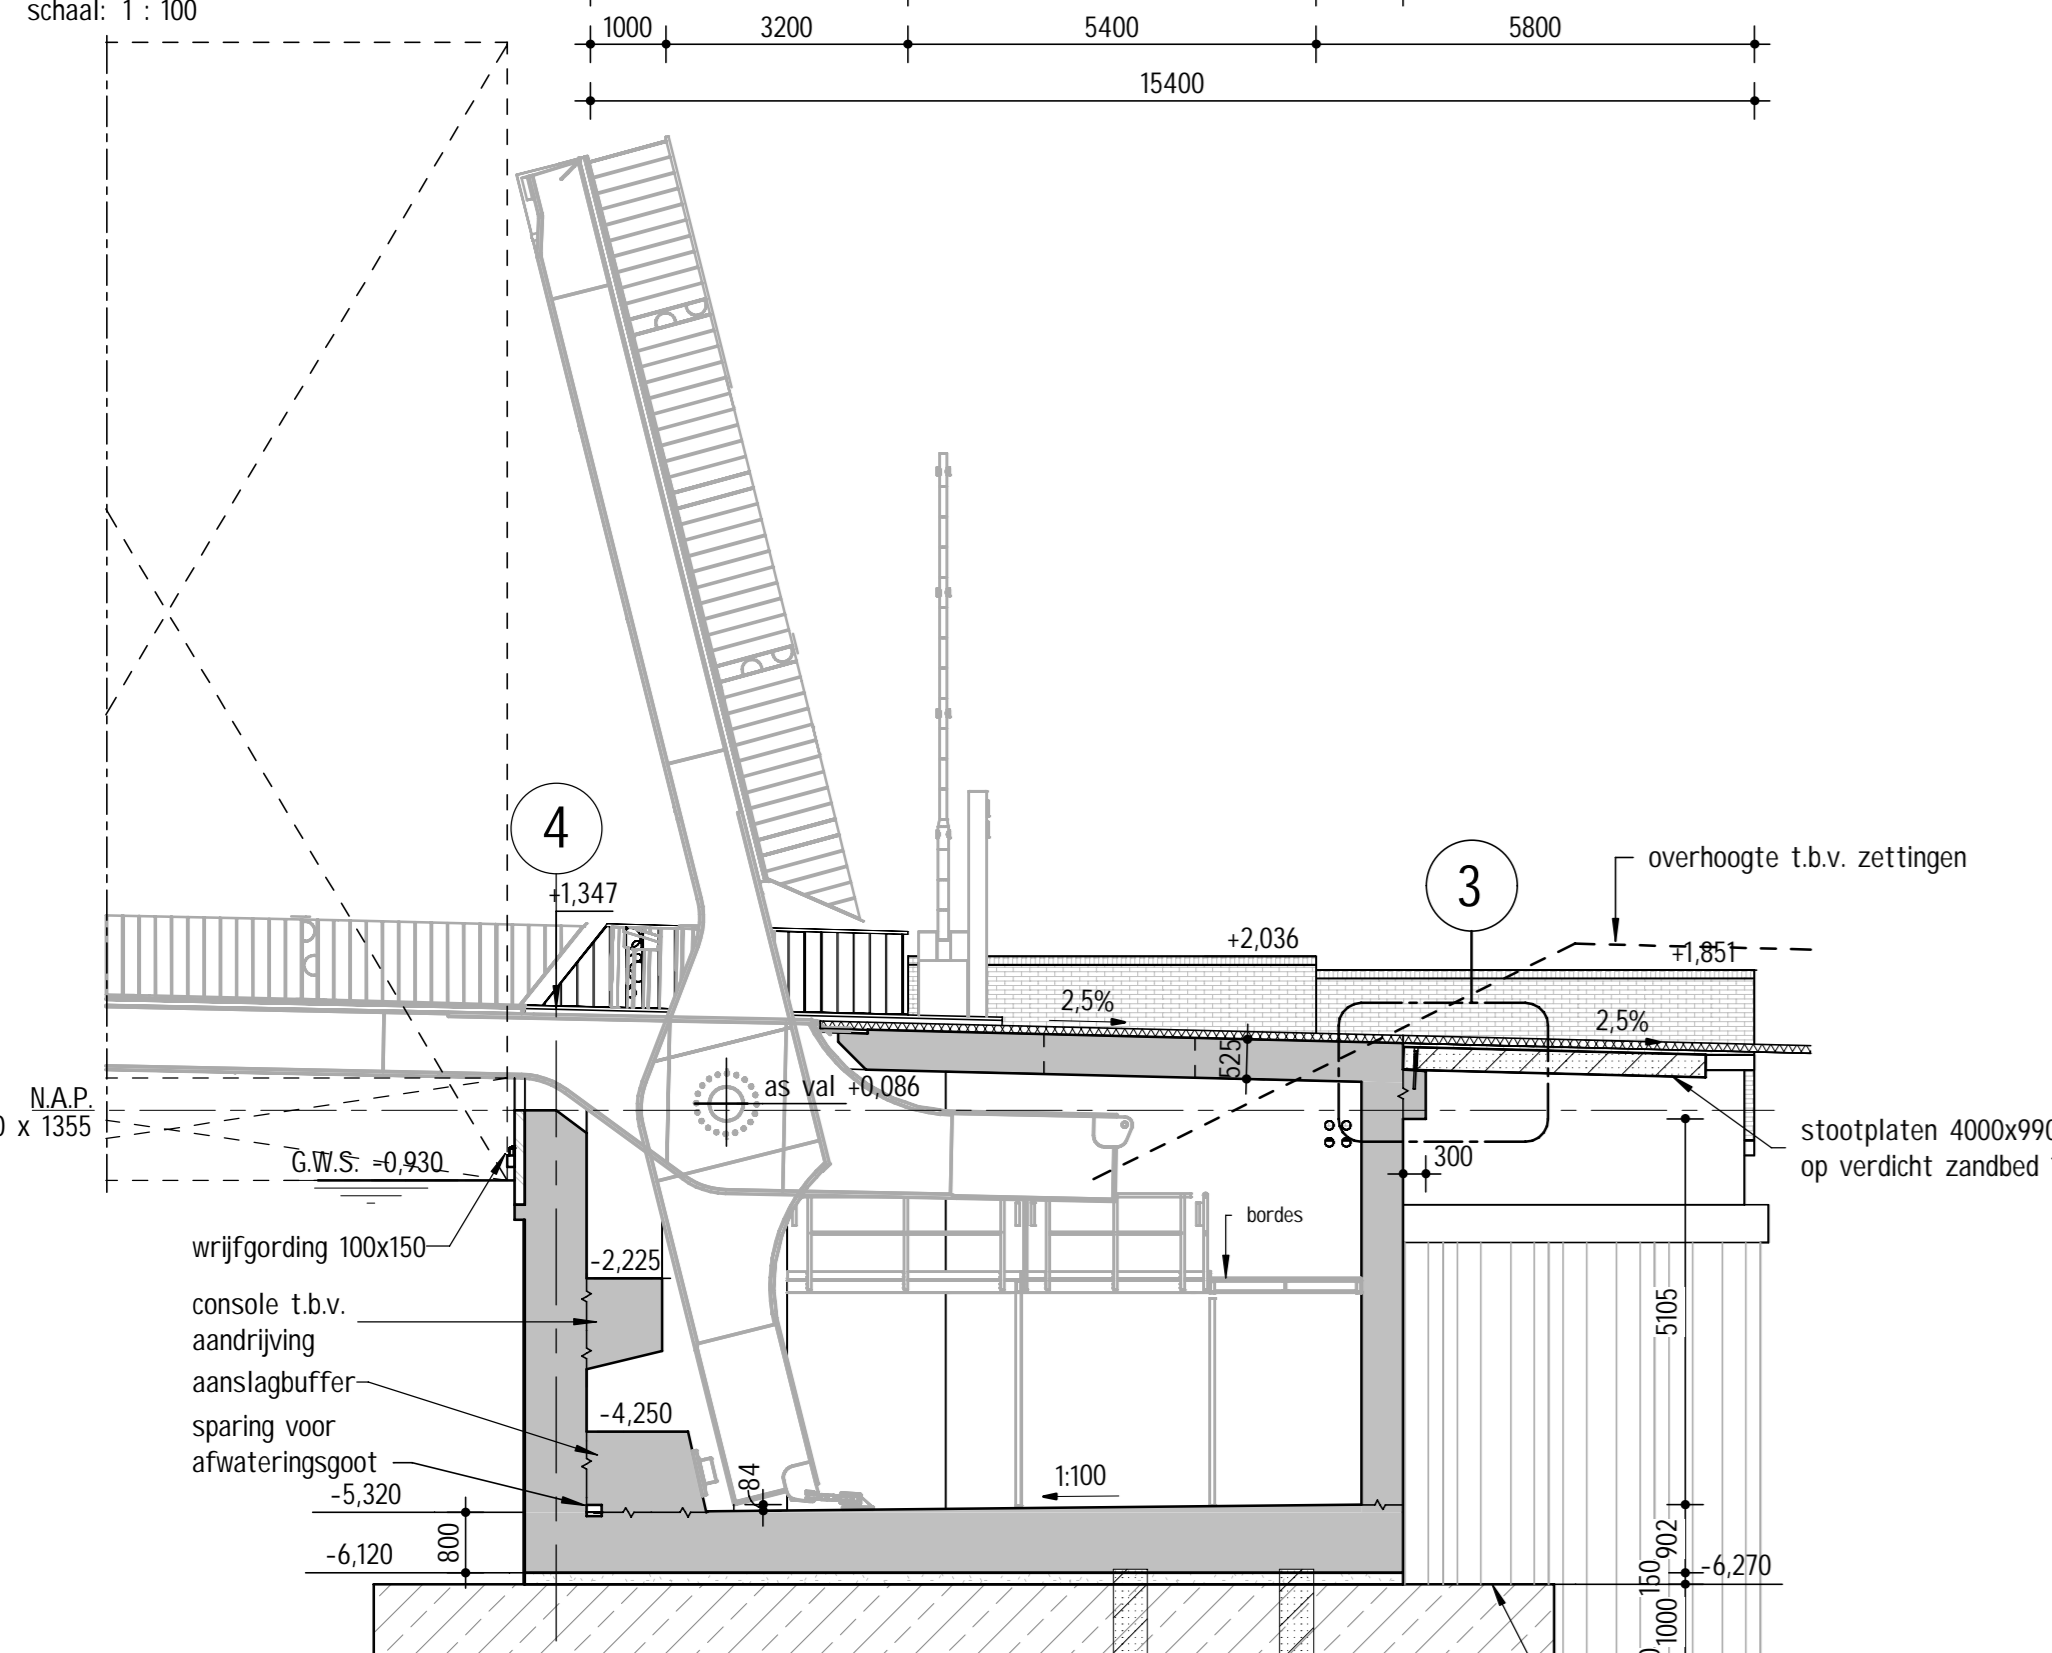 schaal: 1 : 100
1000
3200
5400
5800
15400
4
+1,347
3
overhoogte t.b.v. zettingen
+2,036
+1,851
2,5%
2,5%
525
as val +0,086
N.A.P.
0 x 1355
G.W.S. -0,930
300
stootplaten 4000x990
op verdicht zandbed
wrijfgording 100x150
bordes
-2,225
console t.b.v.
aandrijving
5105
aanslagbuffer
-4,250
sparing voor
afwateringsgoot
84
1:100
-5,320
800
-6,120
902
150
-6,270
1000